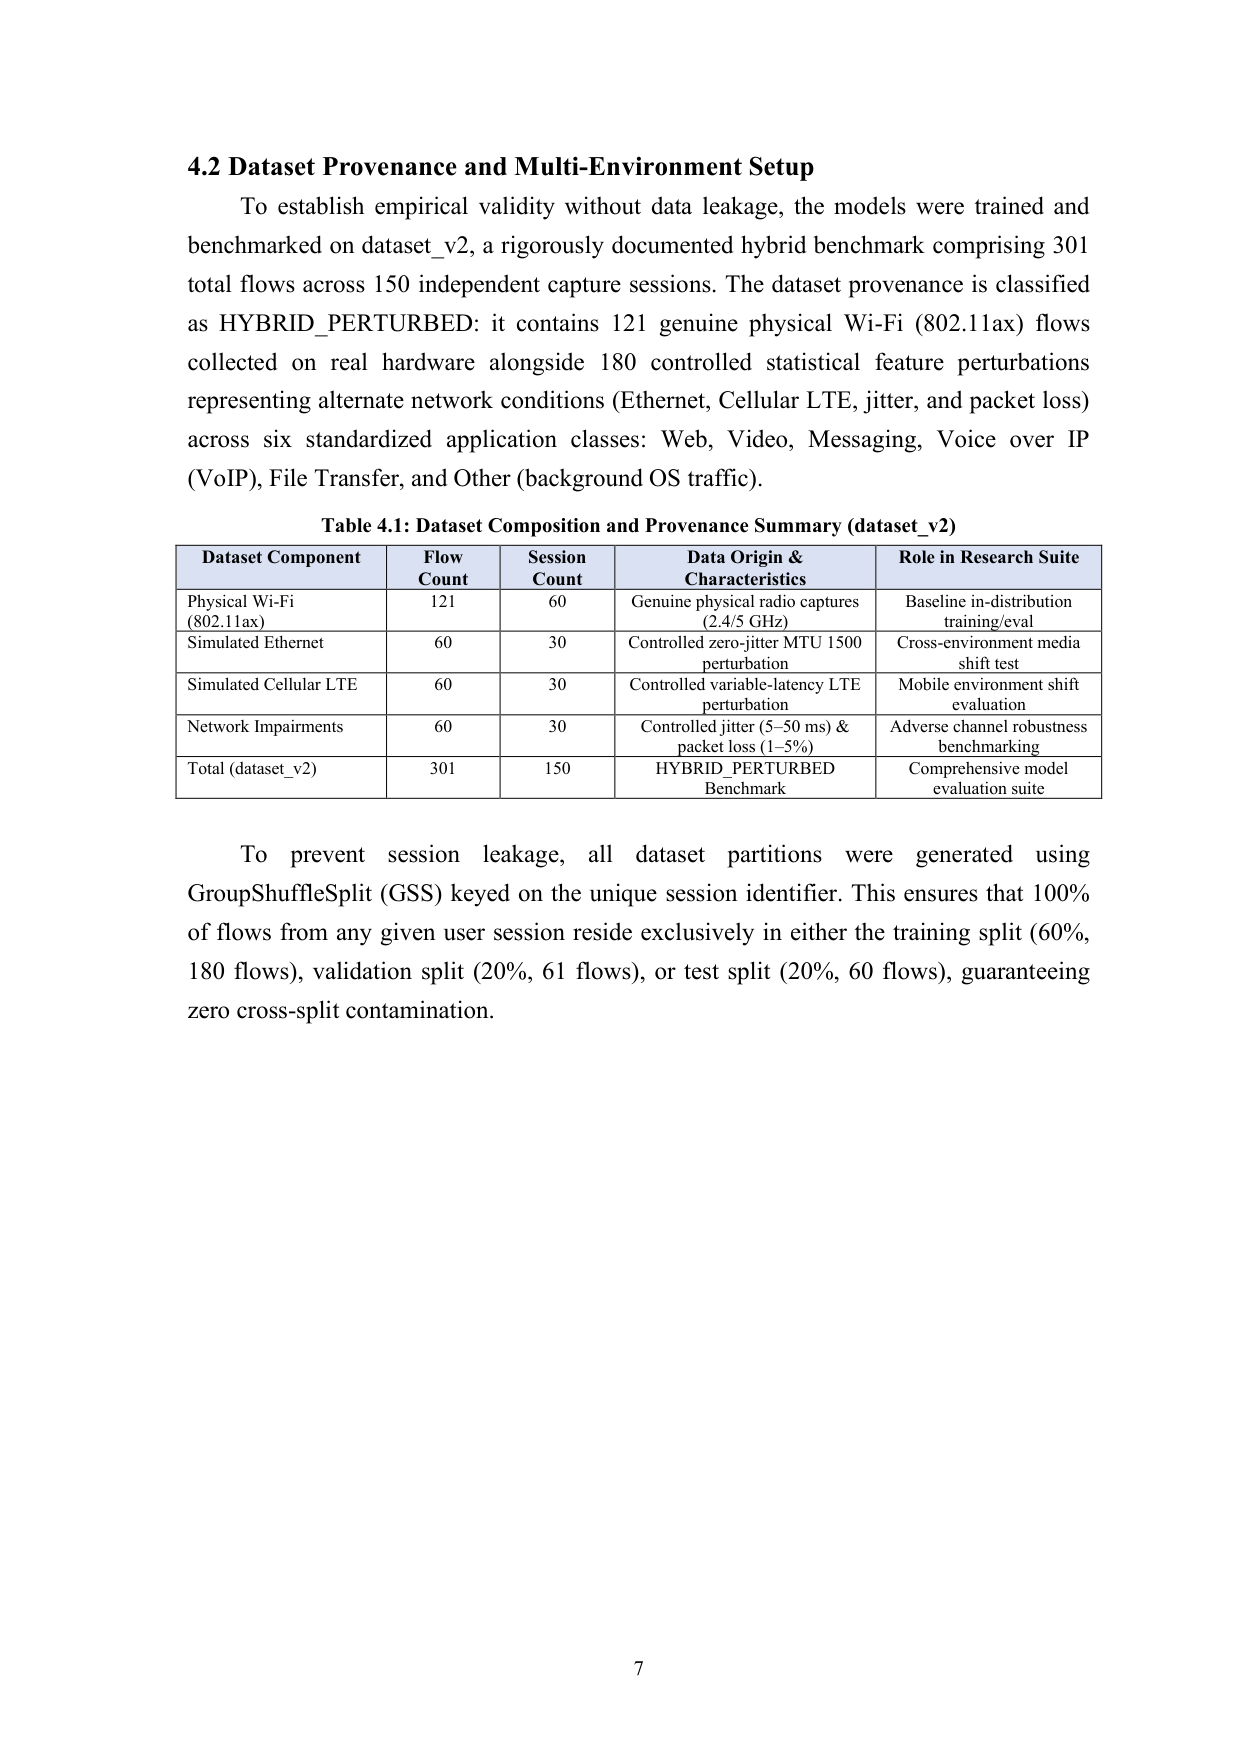 4.2 Dataset Provenance and Multi-Environment Setup
To establish empirical validity without data leakage, the models were trained and
benchmarked on dataset_v2, a rigorously documented hybrid benchmark comprising 301
total flows across 150 independent capture sessions. The dataset provenance is classified
as HYBRID_PERTURBED: it contains 121 genuine physical Wi-Fi (802.11ax) flows
collected on real hardware alongside 180 controlled statistical feature perturbations
representing alternate network conditions (Ethernet, Cellular LTE, jitter, and packet loss)
across six standardized application classes: Web, Video, Messaging, Voice over IP
(VoIP), File Transfer, and Other (background OS traffic).
Table 4.1: Dataset Composition and Provenance Summary (dataset_v2)
Dataset Component Flow Session Data Origin & Role in Research Suite
Count Count Characteristics
Physical Wi-Fi 121 60 Genuine physical radio captures Baseline in-distribution
(802.11ax) (2.4/5 GHz) training/eval
Simulated Ethernet 60 30 Controlled zero-jitter MTU 1500 Cross-environment media
perturbation shift test
Simulated Cellular LTE 60 30 Controlled variable-latency LTE Mobile environment shift
perturbation evaluation
Network Impairments 60 30 Controlled jitter (5–50 ms) & Adverse channel robustness
packet loss (1–5%) benchmarking
Total (dataset_v2) 301 150 HYBRID_PERTURBED Comprehensive model
Benchmark evaluation suite
To prevent session leakage, all dataset partitions were generated using
GroupShuffleSplit (GSS) keyed on the unique session identifier. This ensures that 100%
of flows from any given user session reside exclusively in either the training split (60%,
180 flows), validation split (20%, 61 flows), or test split (20%, 60 flows), guaranteeing
zero cross-split contamination.
7